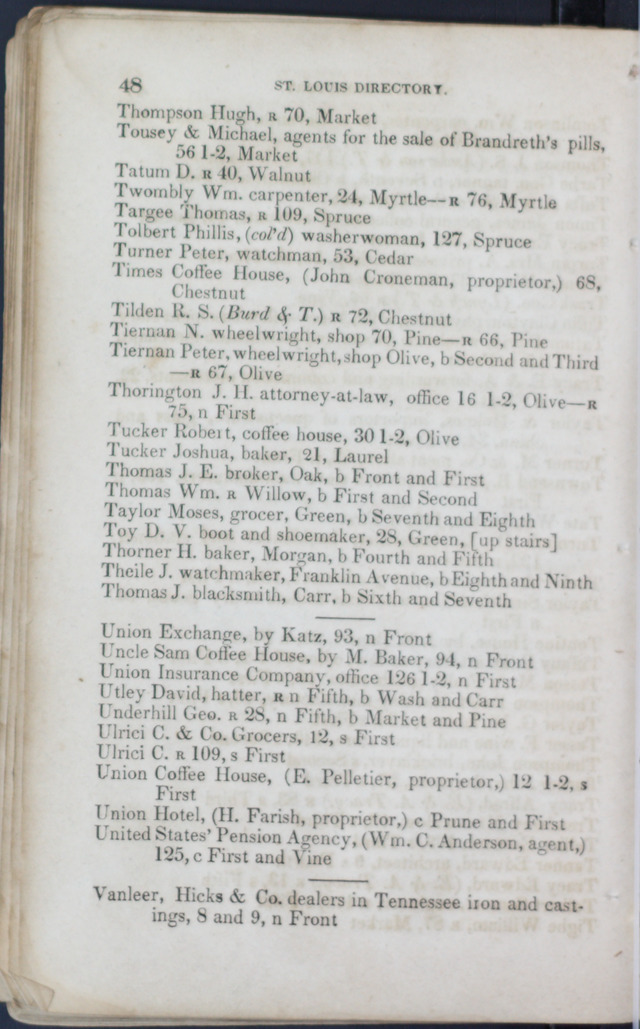 48 ST. LOUIS DIRECTORY.
Thompson Hugh, R 70, Market
Tousey & Michael, agents for the sale of Brandreth's pills,
56 1-2, Market
Tatum D. R 40, Walnut
Twombly Wm. carpenter, 24, Myrtle—R 76, Myrtle
Targee Thomas, R 109, Spruce
Tolbert Phillis, (col'd) washerwoman, 127, Spruce
Turner Peter, watchman, 53, Cedar
Times Coffee House, (John Croneman, proprietor,) 68,
Chestnut
Tilden R. S. (Burd & T.) R 72, Chestnut
Tiernan N. wheelwright, shop 70, Pine—R 66, Pine
Tiernan Peter, wheelwright, shop Olive, b Second and Third
—R 67, Olive
Thorington J. H. attorney-at-law, office 16 1-2, Olive—R
75, n First
Tucker Robert, coffee house, 30 1-2, Olive
Tucker Joshua, baker, 21, Laurel
Thomas J. E. broker, Oak, b Front and First
Thomas Wm. R Willow, b First and Second
Taylor Moses, grocer, Green, b Seventh and Eighth
Toy D. V. boot and shoemaker, 28, Green, [up stairs]
Thorner H. baker, Morgan, b Fourth and Fifth
Theile J. watchmaker, Franklin Avenue, b Eighth and Ninth
Thomas J. blacksmith, Carr, b Sixth and Seventh
Union Exchange, by Katz, 93, n Front
Uncle Sam Coffee House, by M. Baker, 94, n Front
Union Insurance Company, office 126 1-2, n First
Utley David, hatter, R n Fifth, b Wash and Carr
Underhill Geo. R 28, n Fifth, b Market and Pine
Ulrici C. & Co. Grocers, 12, s First
Ulrici C. R 109, s First
Union Coffee House, (E. Pelletier, proprietor,) 12 1-2, s
First
Union Hotel, (H. Farish, proprietor,) c Prune and First
United States' Pension Agency, (Wm. C. Anderson, agent,)
125, c First and Vine
Vanleer, Hicks & Co. dealers in Tennessee iron and cast-
ings, 8 and 9, n Front